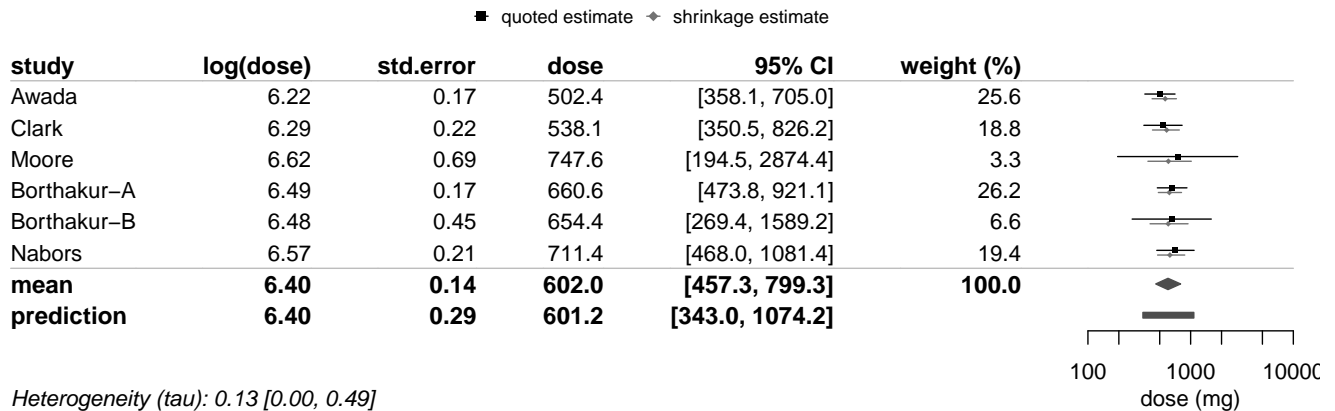 quoted estimate shrinkage estimate
study log(dose) std.error dose 95% CI weight (%)
Awada 6.22 0.17 502.4 [358.1, 705.0] 25.6
Clark 6.29 0.22 538.1 [350.5, 826.2] 18.8
Moore 6.62 0.69 747.6 [194.5, 2874.4] 3.3
Borthakur−A 6.49 0.17 660.6 [473.8, 921.1] 26.2
Borthakur−B 6.48 0.45 654.4 [269.4, 1589.2] 6.6
Nabors 6.57 0.21 711.4 [468.0, 1081.4] 19.4
mean 6.40 0.14 602.0 [457.3, 799.3] 100.0
prediction 6.40 0.29 601.2 [343.0, 1074.2]
100 1000 10000
Heterogeneity (tau): 0.13 [0.00, 0.49] dose (mg)